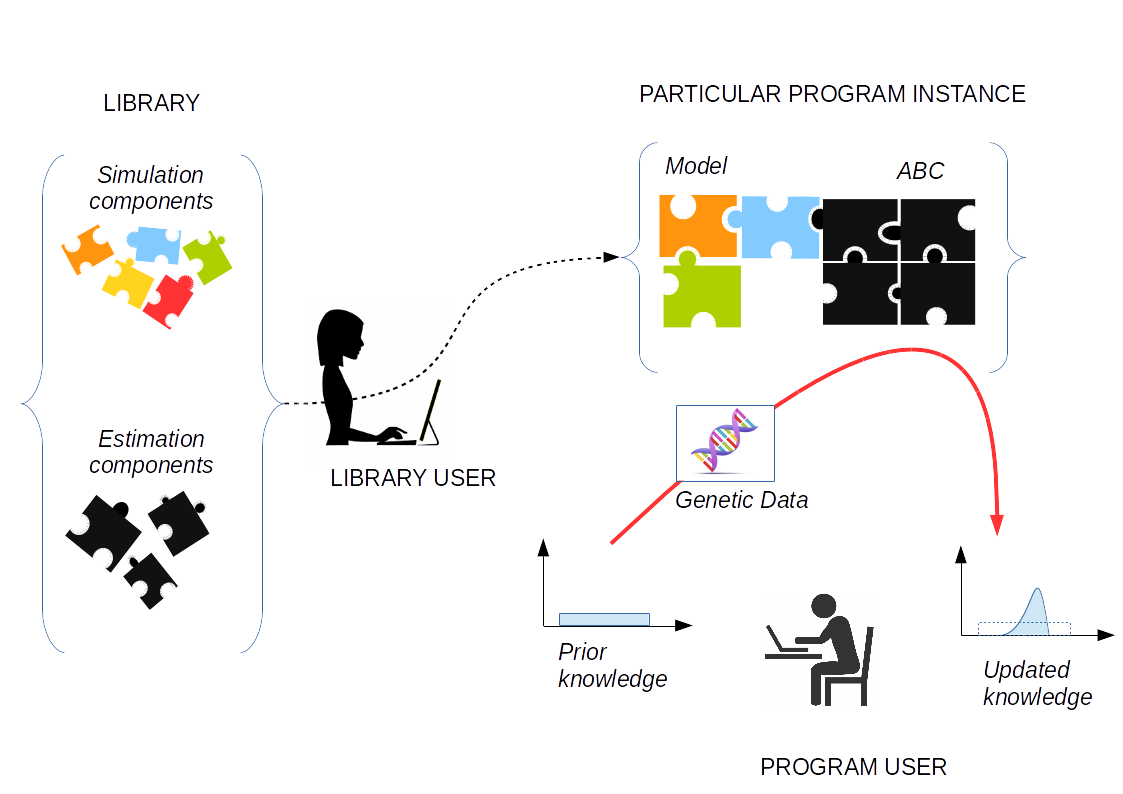 LIBRARY
Simulation
components
Estimation
components
LIBRARY USER
PARTICULAR PROGRAM INSTANCE
Model
ABC
Genetic Data
Prior
knowledge
Updated
knowledge
PROGRAM USER